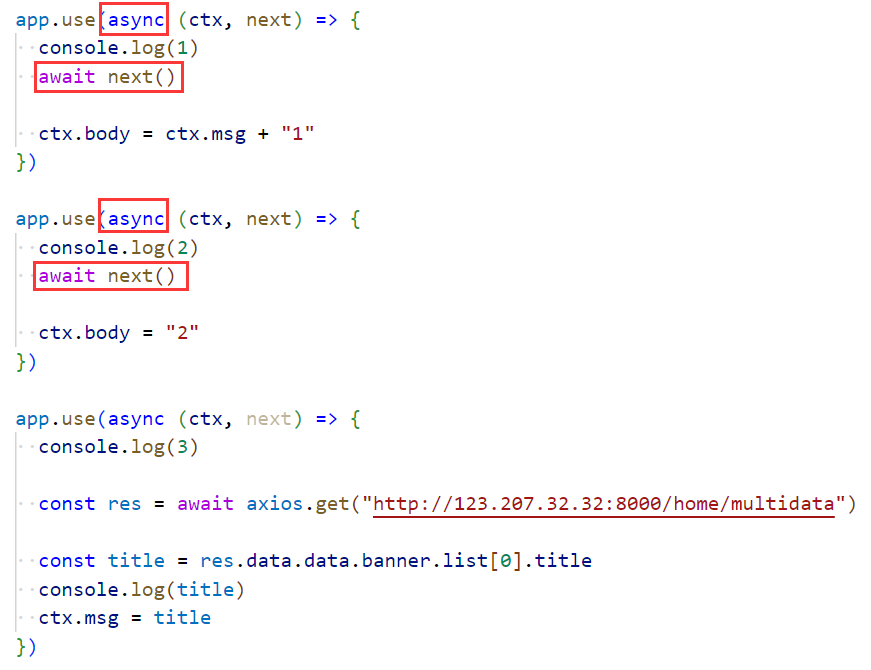 app.use(async (ctx, next) => {
  console.log(1)
  await next()

  ctx.body = ctx.msg + "1"
})

app.use(async (ctx, next) => {
  console.log(2)
  await next()

  ctx.body = "2"
})

app.use(async (ctx, next) => {
  console.log(3)

  const res = await axios.get("http://123.207.32.32:8000/home/multidata")

  const title = res.data.data.banner.list[0].title
  console.log(title)
  ctx.msg = title
})